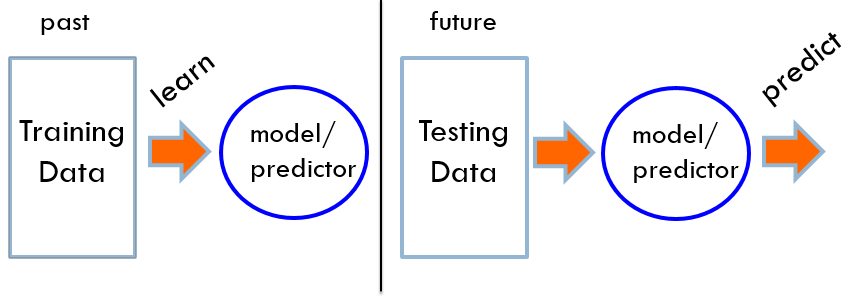 past
learn
Training
Data
model/
predictor
future
Testing
Data
model/
predictor
predict